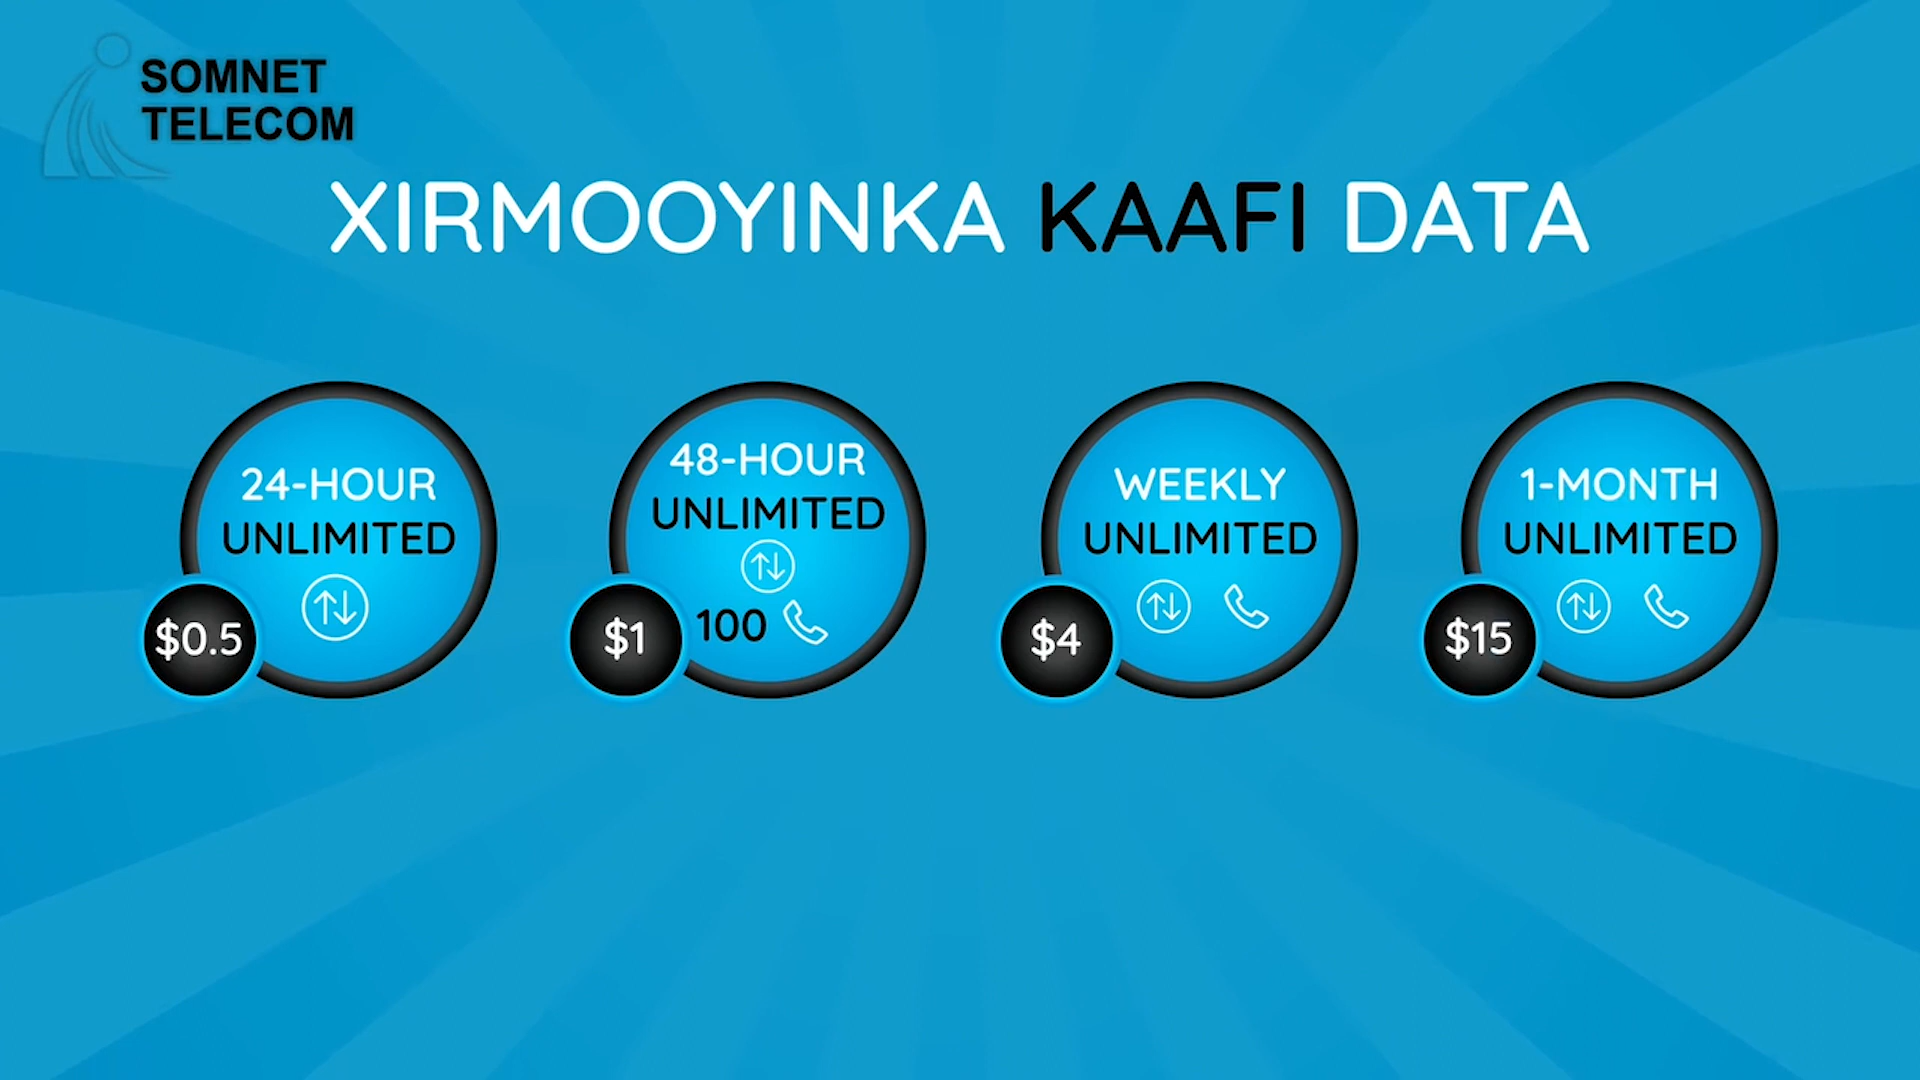 SOMNET
TELECOM
XIRMOOYINKA KAAFI DATA
24-HOUR
UNLIMITED
$0.5
48-HOUR
UNLIMITED
100
$1
WEEKLY
UNLIMITED
$4
1-MONTH
UNLIMITED
$15